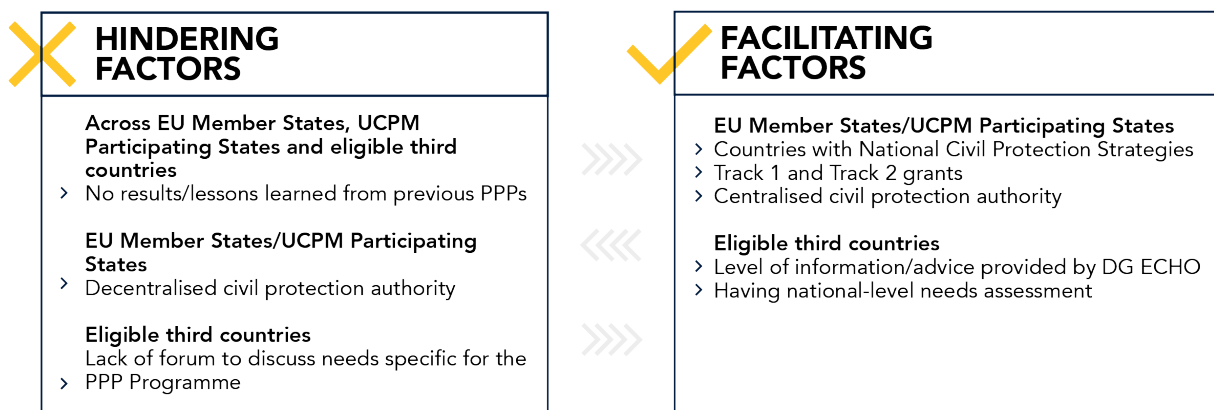 HINDERING
FACTORS
Across EU Member States, UCPM
Participating States and eligible third
countries
No results/lessons learned from previous PPPs
EU Member States/UCPM Participating
States
Decentralised civil protection authority
Eligible third countries
Lack of forum to discuss needs specific for the
PPP Programme
FACILITATING
FACTORS
EU Member States/UCPM Participating States
Countries with National Civil Protection Strategies
Track 1 and Track 2 grants
Centralised civil protection authority
Eligible third countries
Level of information/advice provided by DG ECHO
Having national-level needs assessment